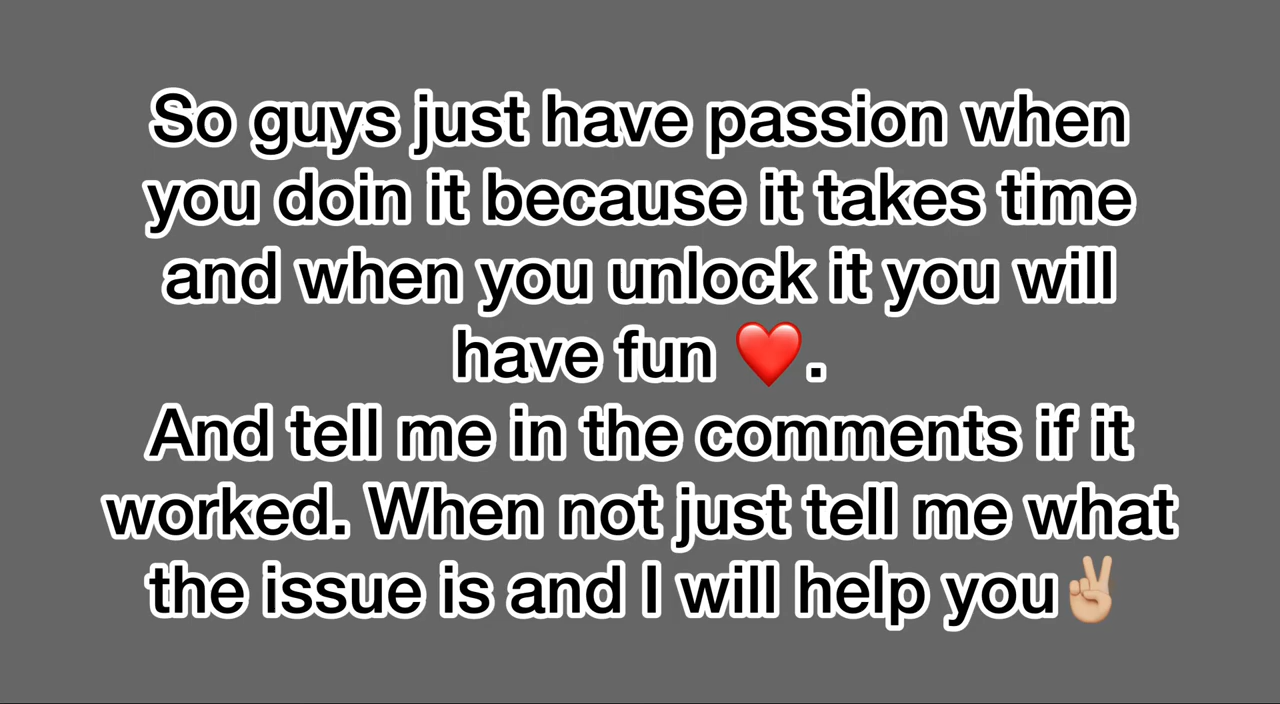 So guys just have passion when
you doin it because it takes time
and when you unlock it you will
have fun ❤️.
And tell me in the comments if it
worked. When not just tell me what
the issue is and I will help you✌🏼